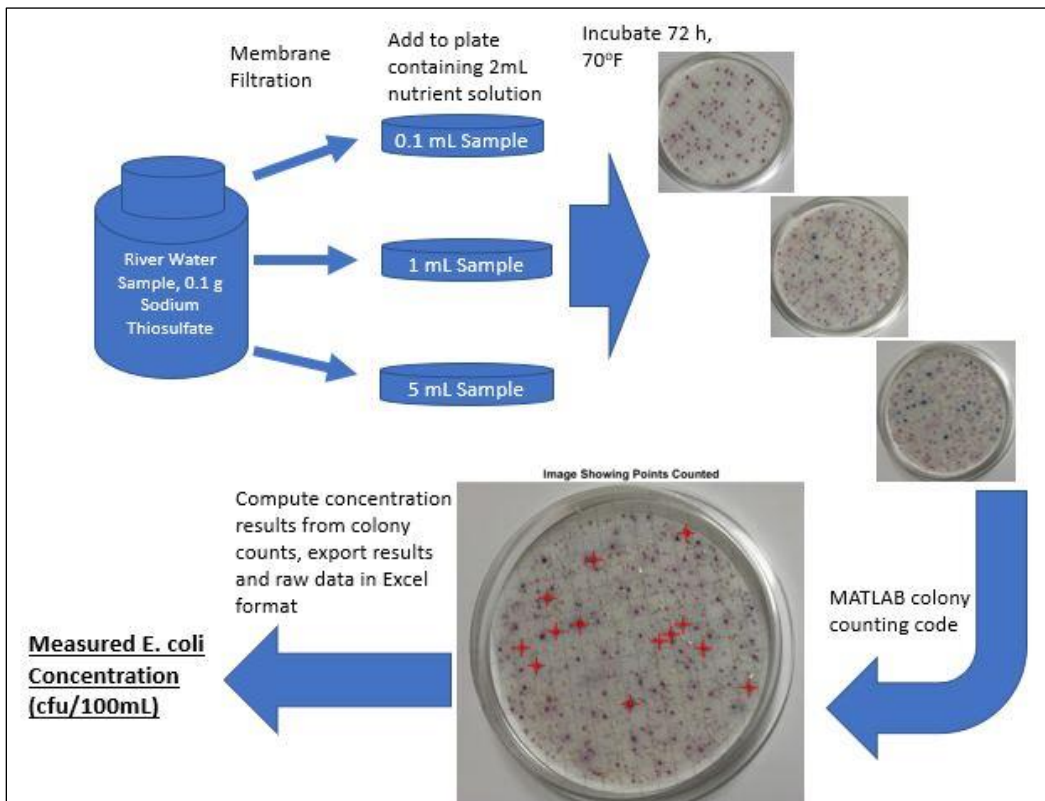 Membrane
Filtration
Add to plate
containing 2mL
nutrient solution
Incubate 72 h,
70°F
0.1 mL Sample
River Water
Sample, 0.1 g
Sodium
Thiosulfate
1 mL Sample
5 mL Sample
Image Showing Points Counted
Compute concentration
results from colony
counts, export results
and raw data in Excel
format
MATLAB colony
counting code
Measured E. coli
Concentration
(cfu/100mL)